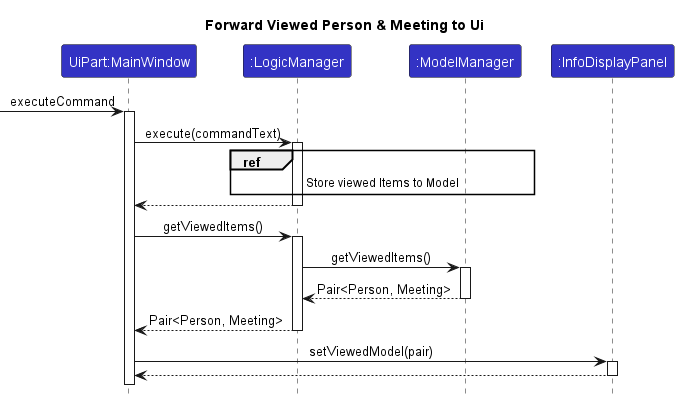 Forward Viewed Person & Meeting to Ui
UiPart:MainWindow
:LogicManager
:ModelManager
:InfoDisplayPanel
executeCommand
execute(commandText)
ref
Store viewed Items to Model
getViewedItems()
getViewedItems()
Pair<Person, Meeting>
Pair<Person, Meeting>
setViewedModel(pair)